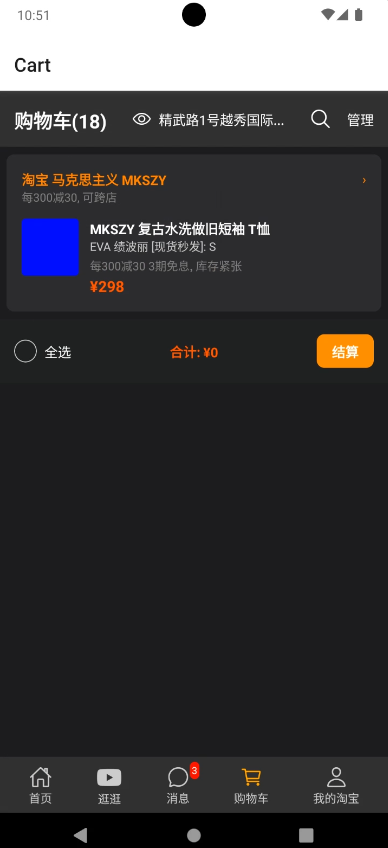 10:51
Cart
购物车(18)
精武路1号越秀国际...
管理
淘宝 马克思主义 MKSZY
每300减30, 可跨店
MKSZY 复古水洗做旧短袖 T恤
EVA 绩波丽 [现货秒发]: S
每300减30 3期免息, 库存紧张
¥298
全选
合计: ¥0
结算
3
首页
逛逛
消息
购物车
我的淘宝